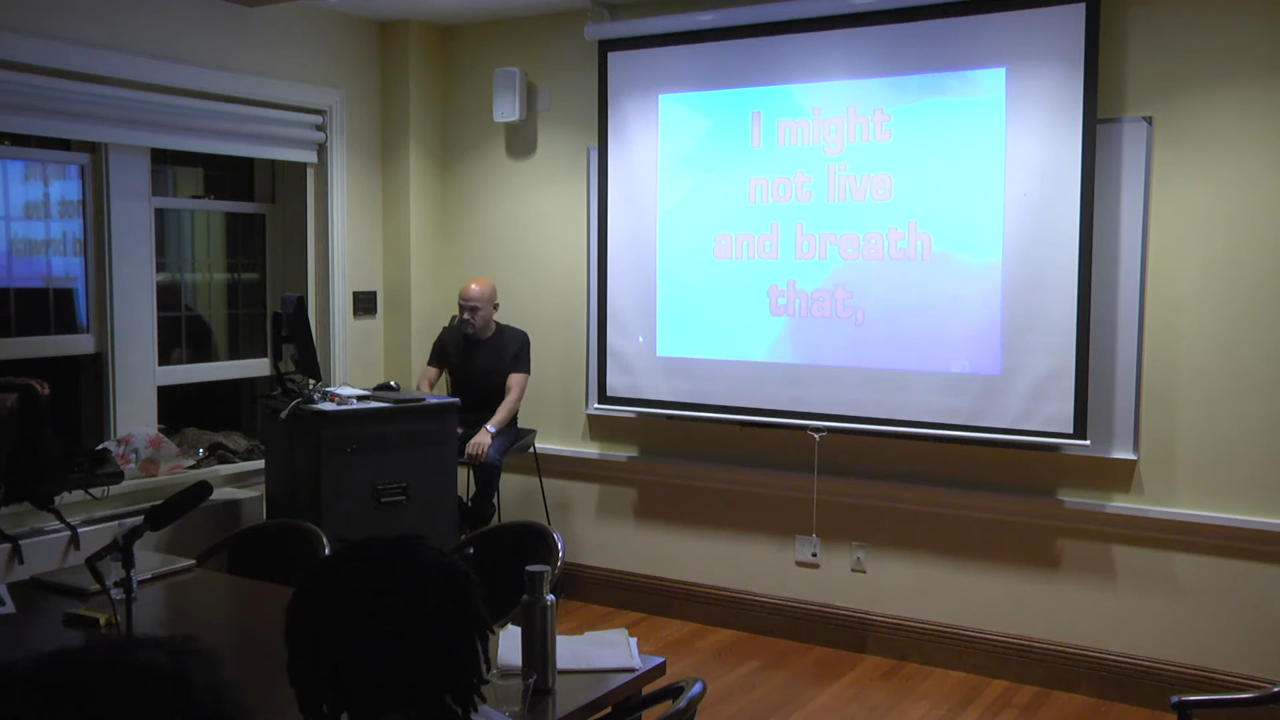 I might
not live
and breath
that,